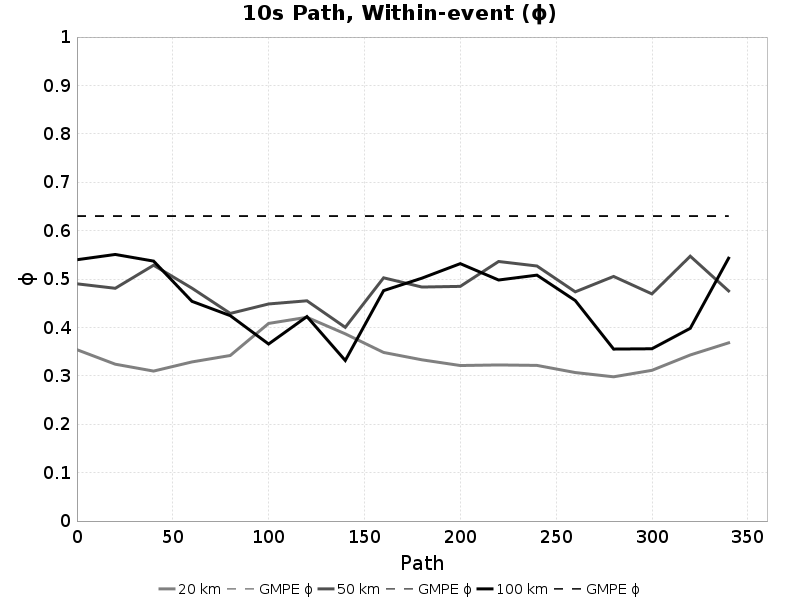 10s Path, Within-event (ϕ)
1
0.9
0.8
0.7
0.6
0.5
0.4
0.3
0.2
0.1
0
ϕ
0 50 100 150 200 250 300 350
Path
20 km GMPE ϕ 50 km GMPE ϕ 100 km GMPE ϕ